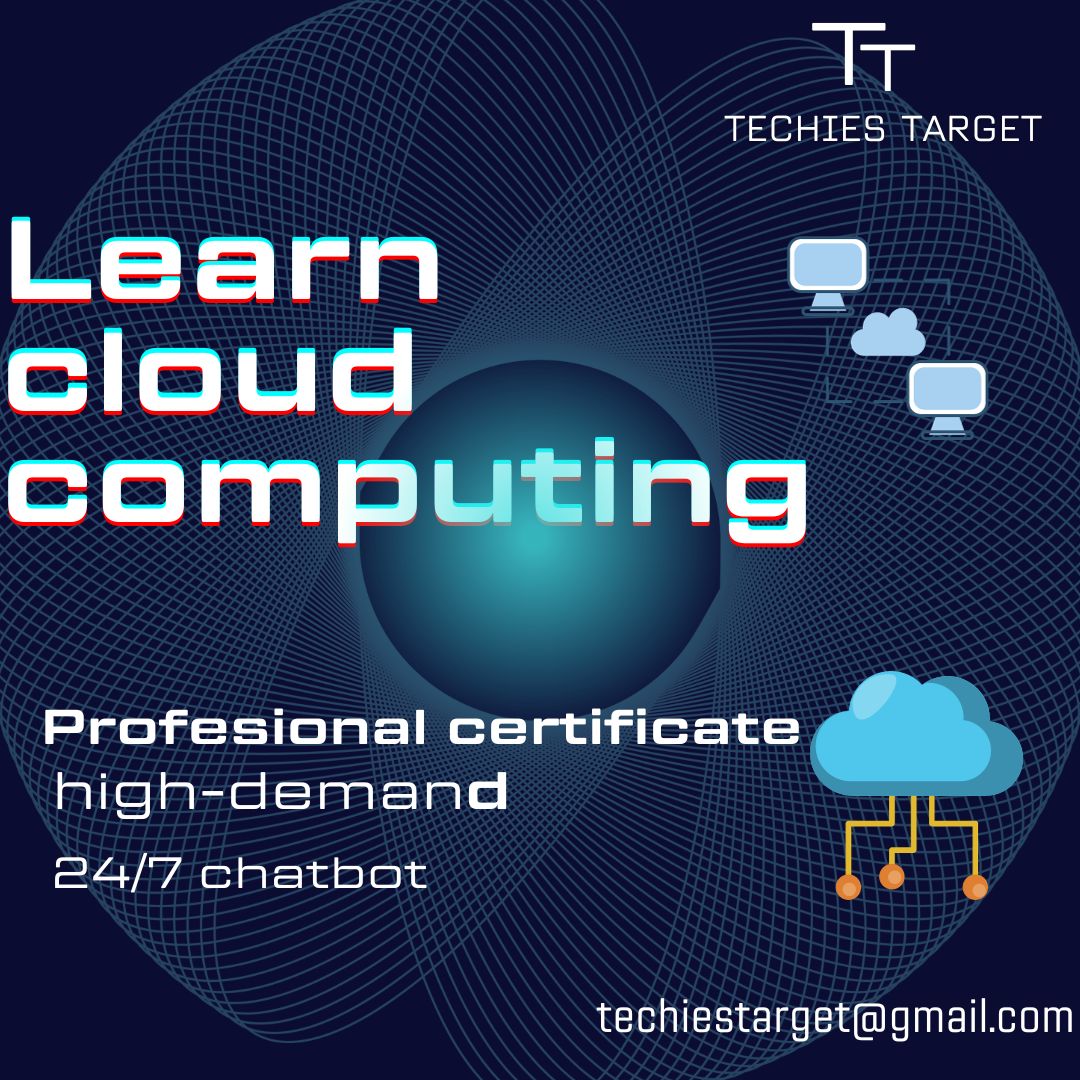 TT
TECHIES TARGET
Learn
cloud
computing
Profesional certificate
high-demand
24/7 chatbot
techiestarget@gmail.com